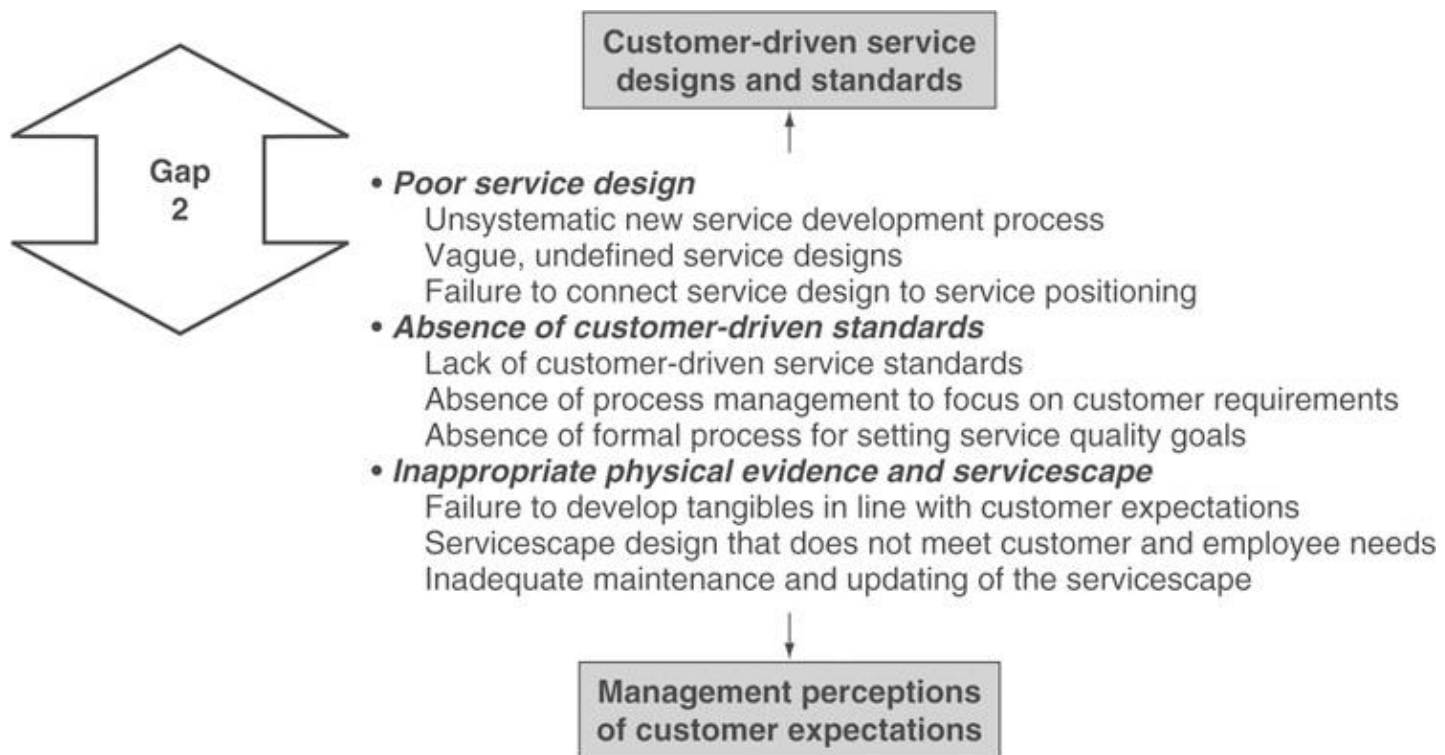 Customer-driven service
designs and standards
Gap
2
• Poor service design
Unsystematic new service development process
Vague, undefined service designs
Failure to connect service design to service positioning
• Absence of customer-driven standards
Lack of customer-driven service standards
Absence of process management to focus on customer requirements
Absence of formal process for setting service quality goals
• Inappropriate physical evidence and servicescape
Failure to develop tangibles in line with customer expectations
Servicescape design that does not meet customer and employee needs
Inadequate maintenance and updating of the servicescape
Management perceptions
of customer expectations